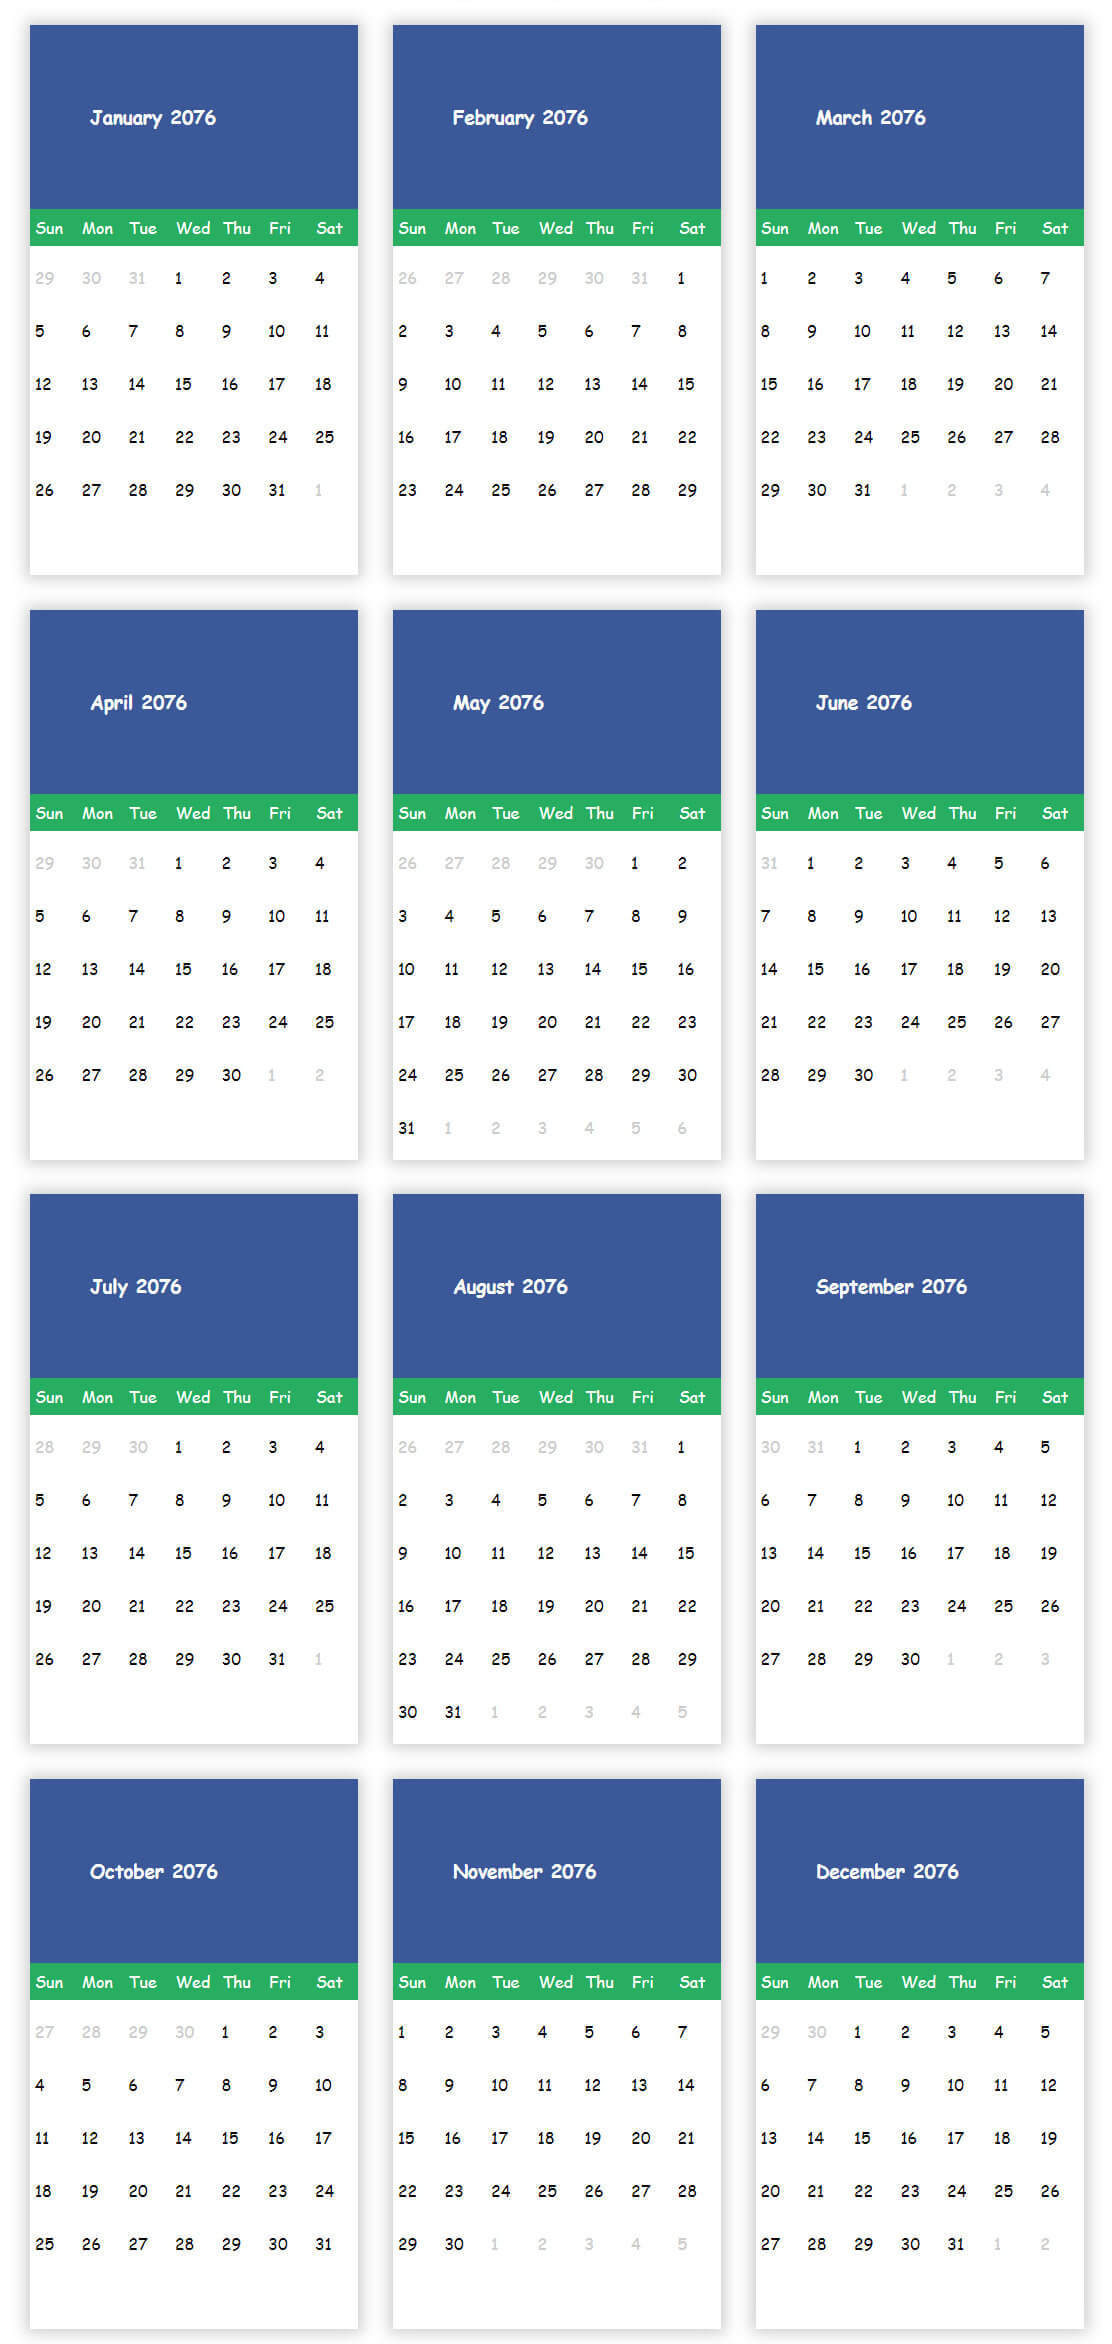 January 2076
Sun Mon Tue Wed Thu Fri Sat
29 30 31 1 2 3 4
5 6 7 8 9 10 11
12 13 14 15 16 17 18
19 20 21 22 23 24 25
26 27 28 29 30 31 1
February 2076
Sun Mon Tue Wed Thu Fri Sat
26 27 28 29 30 31 1
2 3 4 5 6 7 8
9 10 11 12 13 14 15
16 17 18 19 20 21 22
23 24 25 26 27 28 29
March 2076
Sun Mon Tue Wed Thu Fri Sat
1 2 3 4 5 6 7
8 9 10 11 12 13 14
15 16 17 18 19 20 21
22 23 24 25 26 27 28
29 30 31 1 2 3 4
April 2076
Sun Mon Tue Wed Thu Fri Sat
29 30 31 1 2 3 4
5 6 7 8 9 10 11
12 13 14 15 16 17 18
19 20 21 22 23 24 25
26 27 28 29 30 1 2
May 2076
Sun Mon Tue Wed Thu Fri Sat
26 27 28 29 30 1 2
3 4 5 6 7 8 9
10 11 12 13 14 15 16
17 18 19 20 21 22 23
24 25 26 27 28 29 30
31 1 2 3 4 5 6
June 2076
Sun Mon Tue Wed Thu Fri Sat
31 1 2 3 4 5 6
7 8 9 10 11 12 13
14 15 16 17 18 19 20
21 22 23 24 25 26 27
28 29 30 1 2 3 4
July 2076
Sun Mon Tue Wed Thu Fri Sat
28 29 30 1 2 3 4
5 6 7 8 9 10 11
12 13 14 15 16 17 18
19 20 21 22 23 24 25
26 27 28 29 30 31 1
August 2076
Sun Mon Tue Wed Thu Fri Sat
26 27 28 29 30 31 1
2 3 4 5 6 7 8
9 10 11 12 13 14 15
16 17 18 19 20 21 22
23 24 25 26 27 28 29
30 31 1 2 3 4 5
September 2076
Sun Mon Tue Wed Thu Fri Sat
30 31 1 2 3 4 5
6 7 8 9 10 11 12
13 14 15 16 17 18 19
20 21 22 23 24 25 26
27 28 29 30 1 2 3
October 2076
Sun Mon Tue Wed Thu Fri Sat
27 28 29 30 1 2 3
4 5 6 7 8 9 10
11 12 13 14 15 16 17
18 19 20 21 22 23 24
25 26 27 28 29 30 31
November 2076
Sun Mon Tue Wed Thu Fri Sat
1 2 3 4 5 6 7
8 9 10 11 12 13 14
15 16 17 18 19 20 21
22 23 24 25 26 27 28
29 30 1 2 3 4 5
December 2076
Sun Mon Tue Wed Thu Fri Sat
29 30 1 2 3 4 5
6 7 8 9 10 11 12
13 14 15 16 17 18 19
20 21 22 23 24 25 26
27 28 29 30 31 1 2